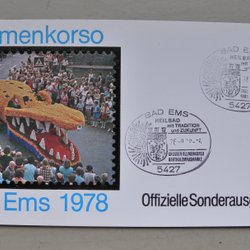 menkorso
Ems 1978
BAD EMS
HEILBAD
mit TRADITION
und ZUKUNFT
5427
BAD EMS
HEILBAD
mit TRADITION
und ZUKUNFT
5427
Offizielle Sonderaus